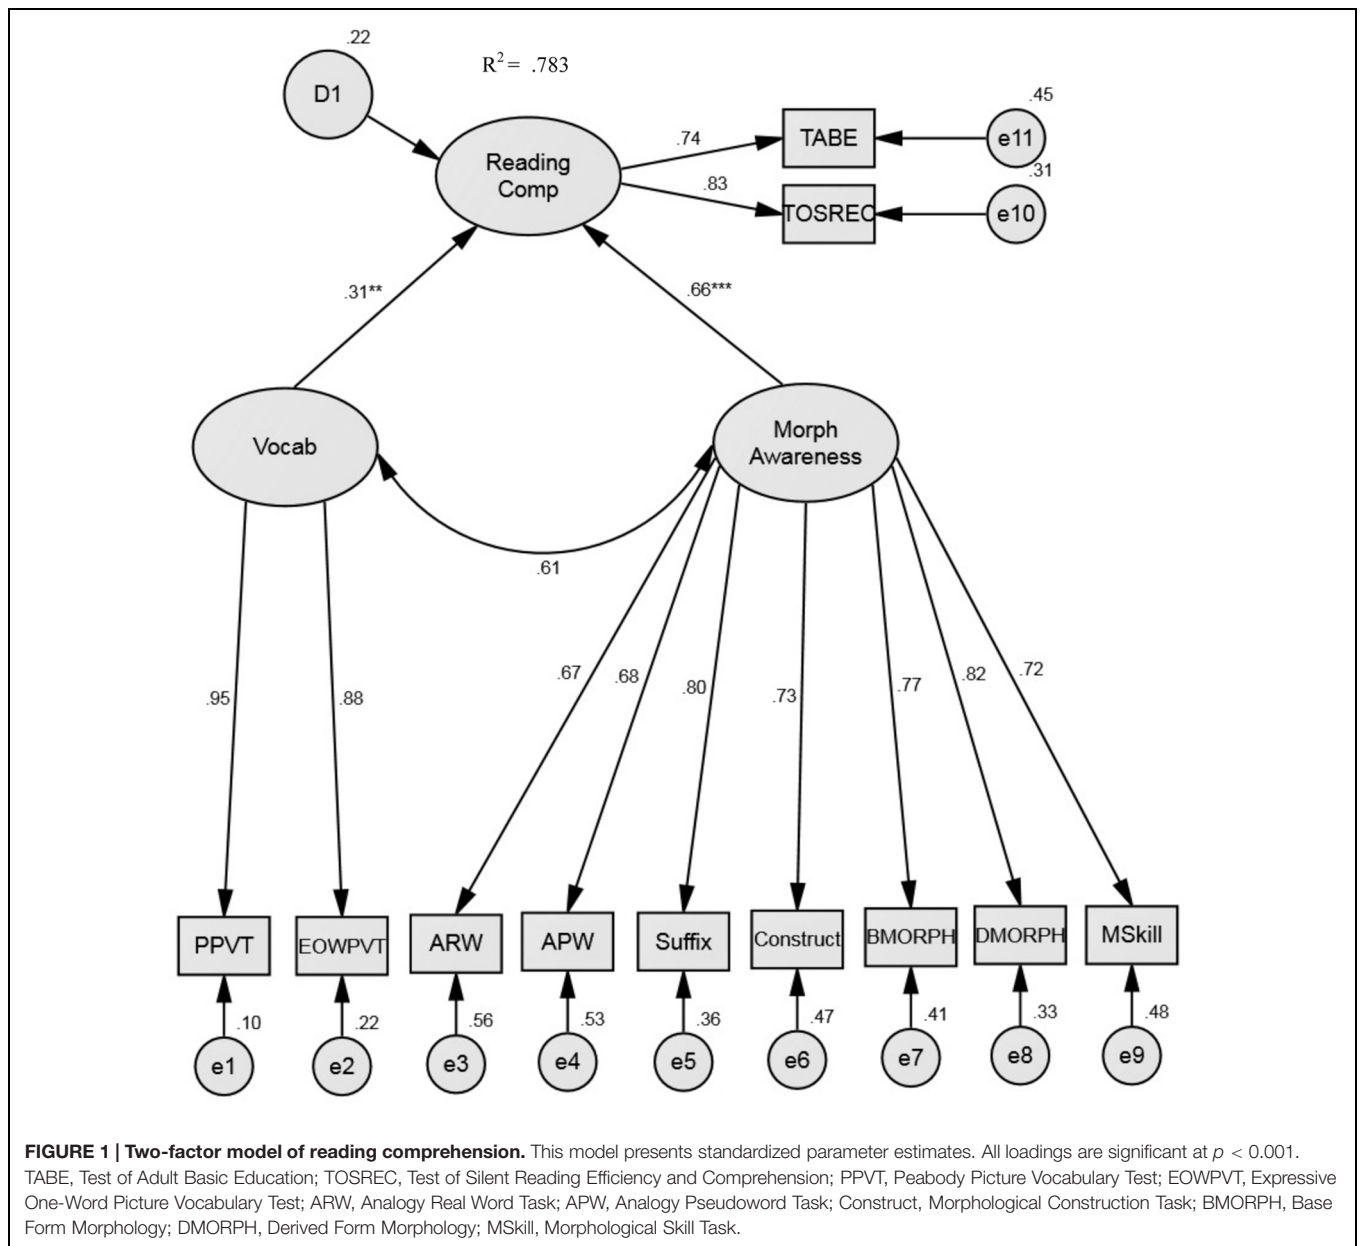 .22
R² = .783
D1
.45
.74
TABE
e11
Reading
Comp
.31
.83
TOSREC
e10
.31**
.66***
Vocab
Morph
Awareness
.61
.95
.88
.67
.68
.80
.73
.77
.82
.72
PPVT
EOWPVT
ARW
APW
Suffix
Construct
BMORPH
DMORPH
MSkill
.10
.22
.56
.53
.36
.47
.41
.33
.48
e1
e2
e3
e4
e5
e6
e7
e8
e9
FIGURE 1 | Two-factor model of reading comprehension. This model presents standardized parameter estimates. All loadings are significant at p < 0.001.
TABE, Test of Adult Basic Education; TOSREC, Test of Silent Reading Efficiency and Comprehension; PPVT, Peabody Picture Vocabulary Test; EOWPVT, Expressive
One-Word Picture Vocabulary Test; ARW, Analogy Real Word Task; APW, Analogy Pseudoword Task; Construct, Morphological Construction Task; BMORPH, Base
Form Morphology; DMORPH, Derived Form Morphology; MSkill, Morphological Skill Task.